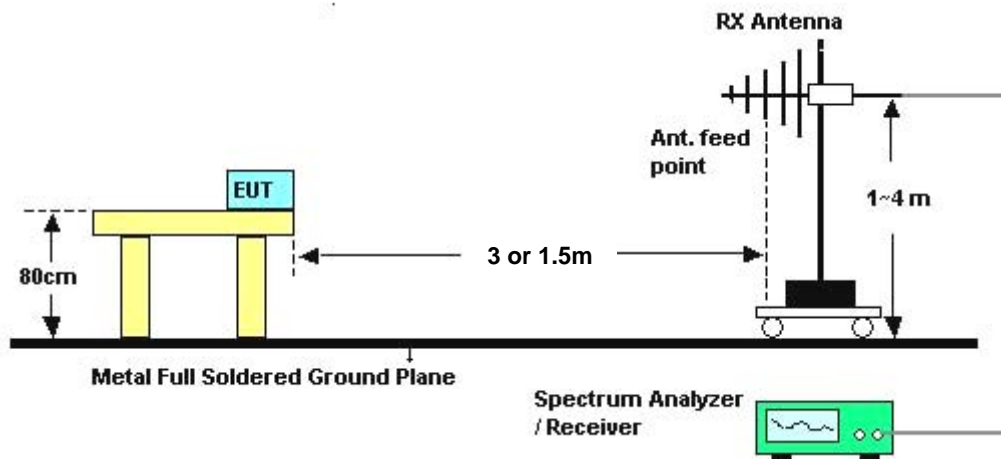 RX Antenna
Ant. feed
point
EUT
1~4 m
3 or 1.5m
80cm
Metal Full Soldered Ground Plane
Spectrum Analyzer
/ Receiver